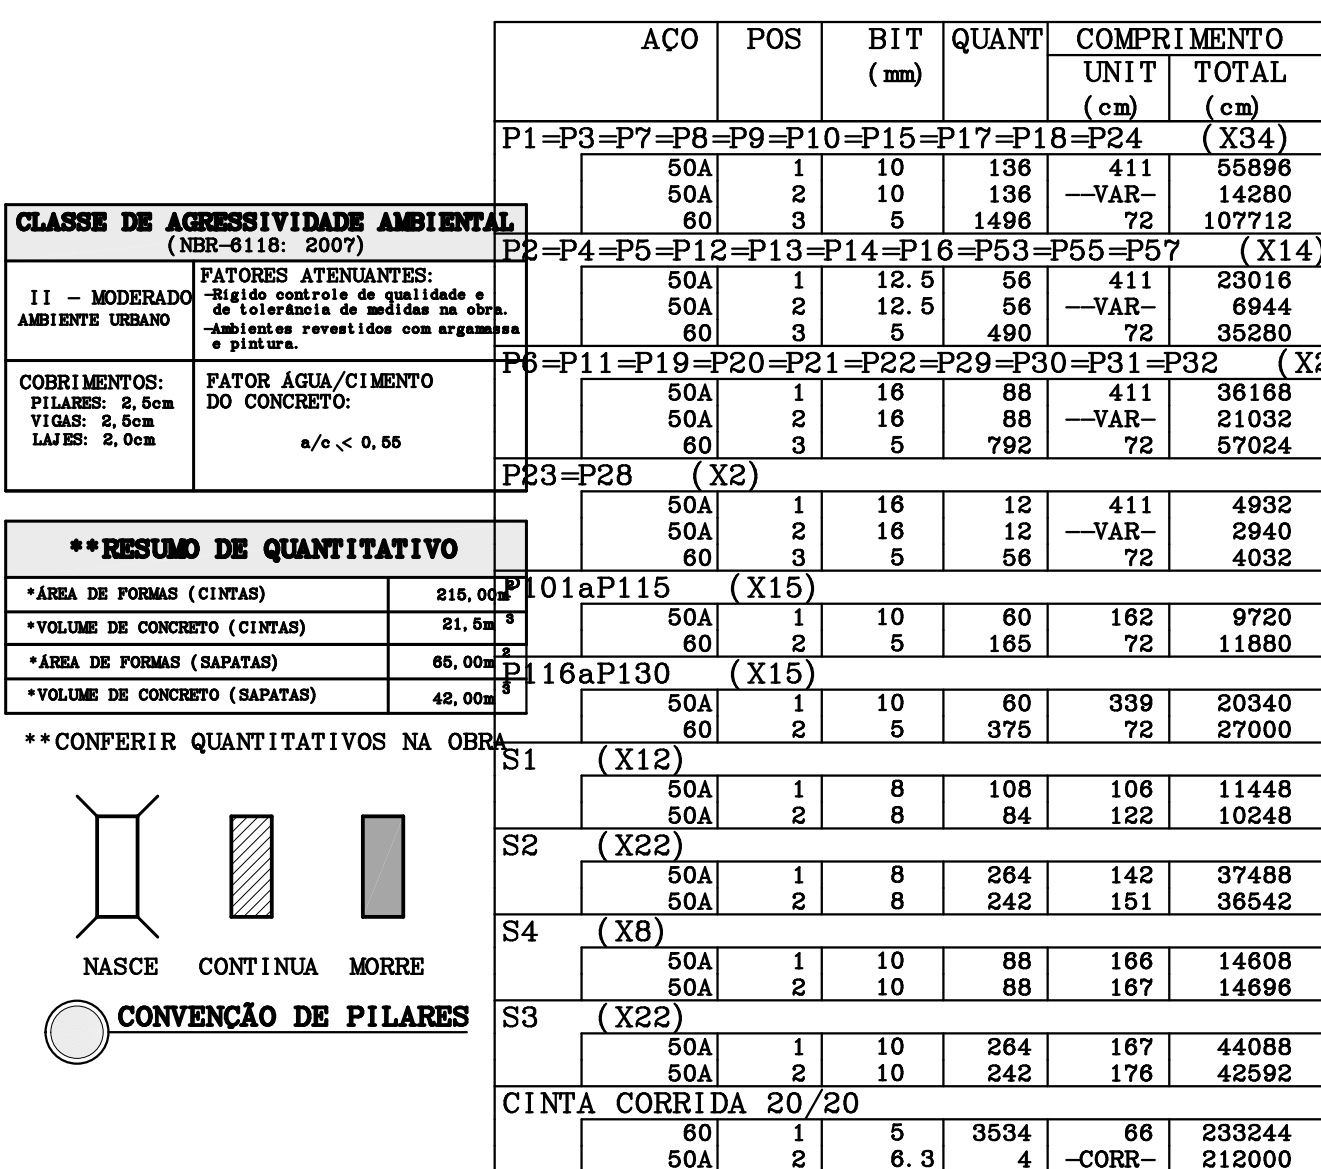 CLASSE DE AGRESSIVIDADE AMBIENTAL
(NBR-6118: 2007)
II - MODERADO
AMBIENTE URBANO
FATORES ATENUANTES:
-Rigido controle de qualidade e
de tolerância de medidas na obra.
-Ambientes revestidos com argamassa
e pintura.
COBRIMENTOS:
PILARES: 2,5cm
VIGAS: 2,5cm
LAJES: 2,0cm
FATOR ÁGUA/CIMENTO
DO CONCRETO:
a/c < 0,55
**RESUMO DE QUANTITATIVO
*ÁREA DE FORMAS (CINTAS) 215,00m²
*VOLUME DE CONCRETO (CINTAS) 21,5m³
*ÁREA DE FORMAS (SAPATAS) 65,00m²
*VOLUME DE CONCRETO (SAPATAS) 42,00m³
**CONFERIR QUANTITATIVOS NA OBRA
NASCE CONTINUA MORRE
CONVENÇÃO DE PILARES
AÇO POS BIT QUANT COMPRIMENTO
(mm) UNIT TOTAL
(cm) (cm)
P1=P3=P7=P8=P9=P10=P15=P17=P18=P24 (X34)
50A 1 10 136 411 55896
50A 2 10 136 --VAR- 14280
60 3 5 1496 72 107712
P2=P4=P5=P12=P13=P14=P16=P53=P55=P57 (X14)
50A 1 12.5 56 411 23016
50A 2 12.5 56 --VAR- 6944
60 3 5 490 72 35280
P6=P11=P19=P20=P21=P22=P29=P30=P31=P32 (X2
50A 1 16 88 411 36168
50A 2 16 88 --VAR- 21032
60 3 5 792 72 57024
P23=P28 (X2)
50A 1 16 12 411 4932
50A 2 16 12 --VAR- 2940
60 3 5 56 72 4032
P101aP115 (X15)
50A 1 10 60 162 9720
60 2 5 165 72 11880
P116aP130 (X15)
50A 1 10 60 339 20340
60 2 5 375 72 27000
S1 (X12)
50A 1 8 108 106 11448
50A 2 8 84 122 10248
S2 (X22)
50A 1 8 264 142 37488
50A 2 8 242 151 36542
S4 (X8)
50A 1 10 88 166 14608
50A 2 10 88 167 14696
S3 (X22)
50A 1 10 264 167 44088
50A 2 10 242 176 42592
CINTA CORRIDA 20/20
60 1 5 3534 66 233244
50A 2 6.3 4 -CORR- 212000